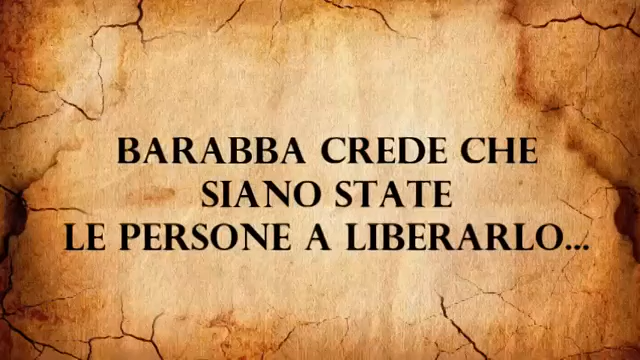 BARABBA CREDE CHE
SIANO STATE
LE PERSONE A LIBERARLO...